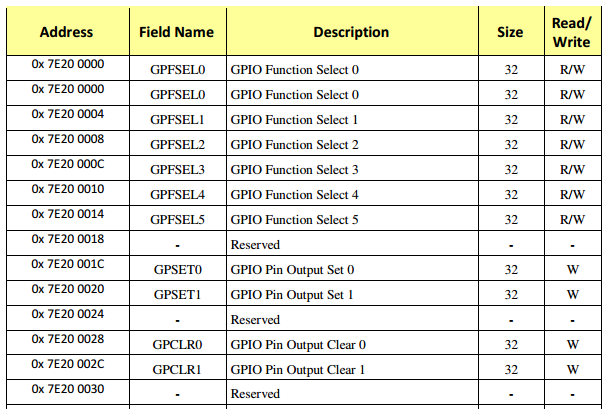 Address Field Name Description Size Read/
Write
0x 7E20 0000 GPFSEL0 GPIO Function Select 0 32 R/W
0x 7E20 0000 GPFSEL0 GPIO Function Select 0 32 R/W
0x 7E20 0004 GPFSEL1 GPIO Function Select 1 32 R/W
0x 7E20 0008 GPFSEL2 GPIO Function Select 2 32 R/W
0x 7E20 000C GPFSEL3 GPIO Function Select 3 32 R/W
0x 7E20 0010 GPFSEL4 GPIO Function Select 4 32 R/W
0x 7E20 0014 GPFSEL5 GPIO Function Select 5 32 R/W
0x 7E20 0018 - Reserved - -
0x 7E20 001C GPSET0 GPIO Pin Output Set 0 32 W
0x 7E20 0020 GPSET1 GPIO Pin Output Set 1 32 W
0x 7E20 0024 - Reserved - -
0x 7E20 0028 GPCLR0 GPIO Pin Output Clear 0 32 W
0x 7E20 002C GPCLR1 GPIO Pin Output Clear 1 32 W
0x 7E20 0030 - Reserved - -